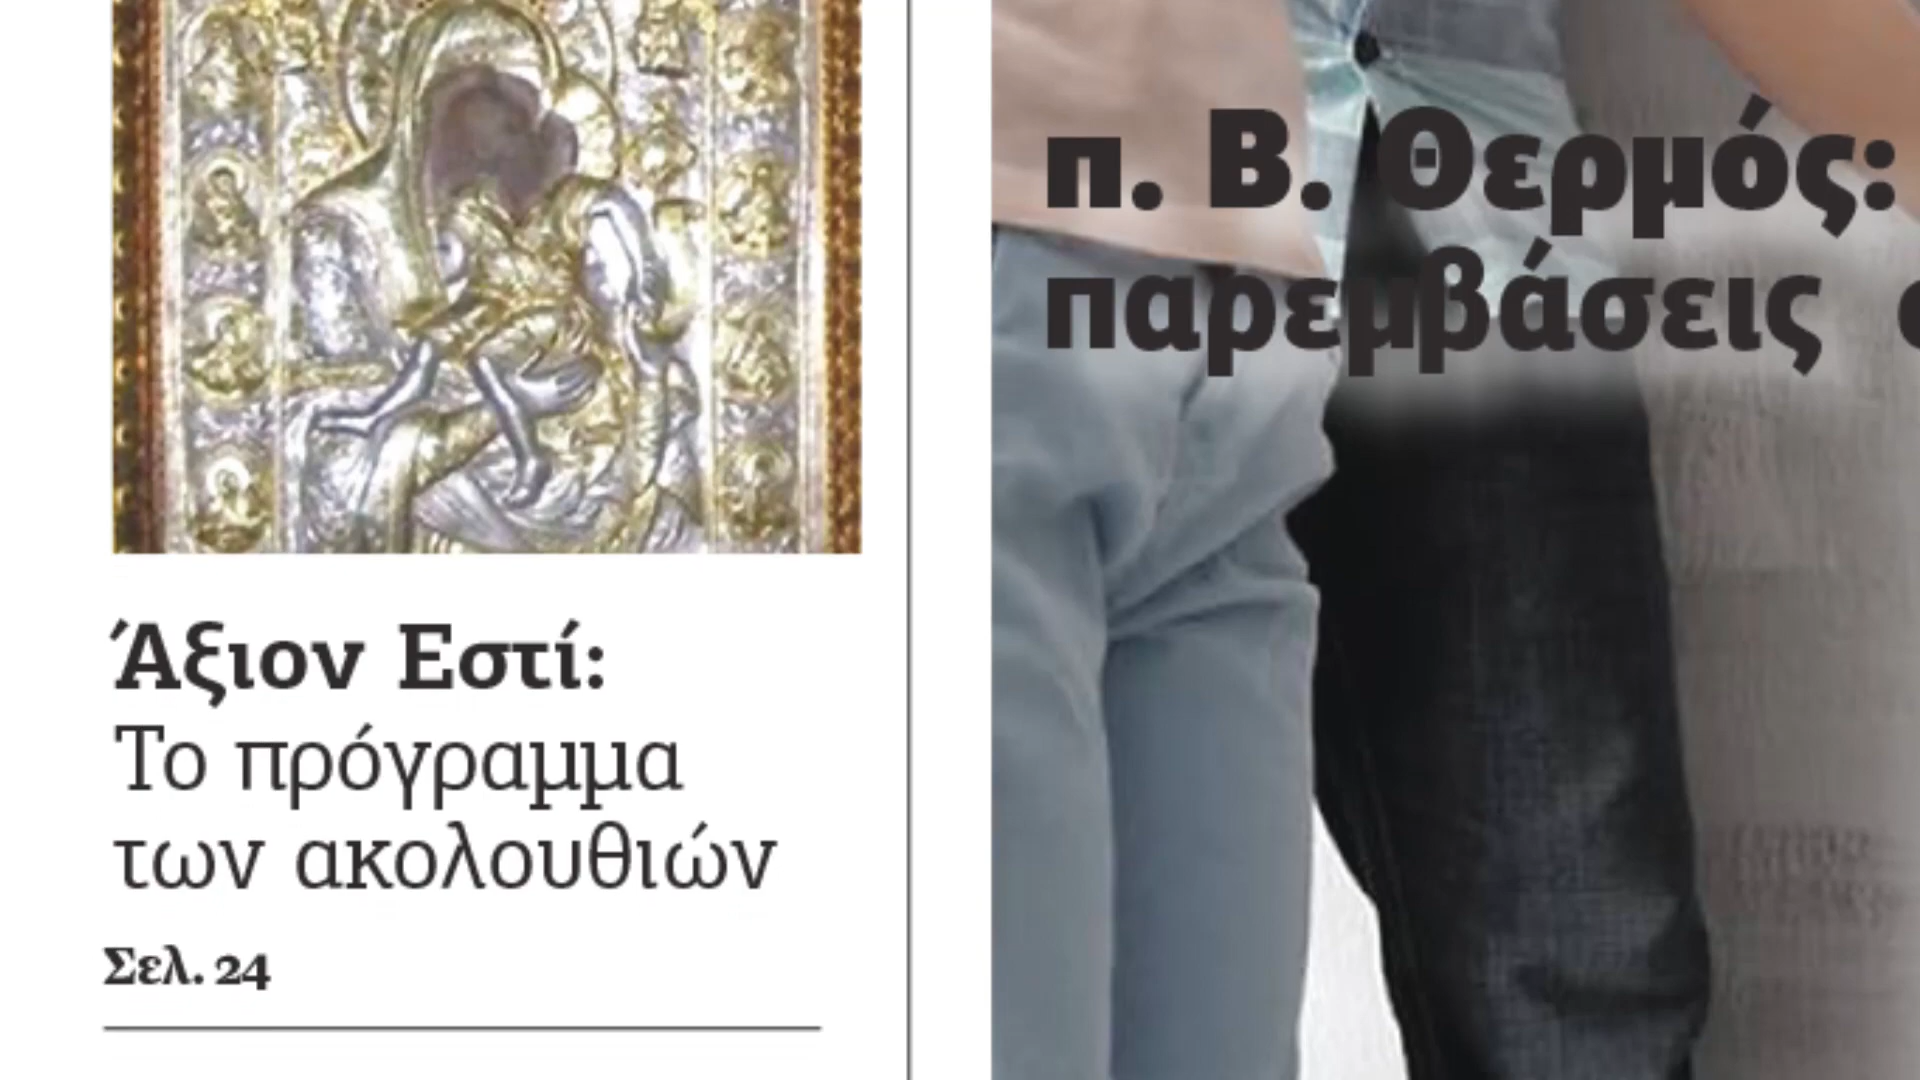 Άξιον Εστί:
Το πρόγραμμα
των ακολουθιών
Σελ. 24
π. Β. Θερμός:
παρεμβάσεις